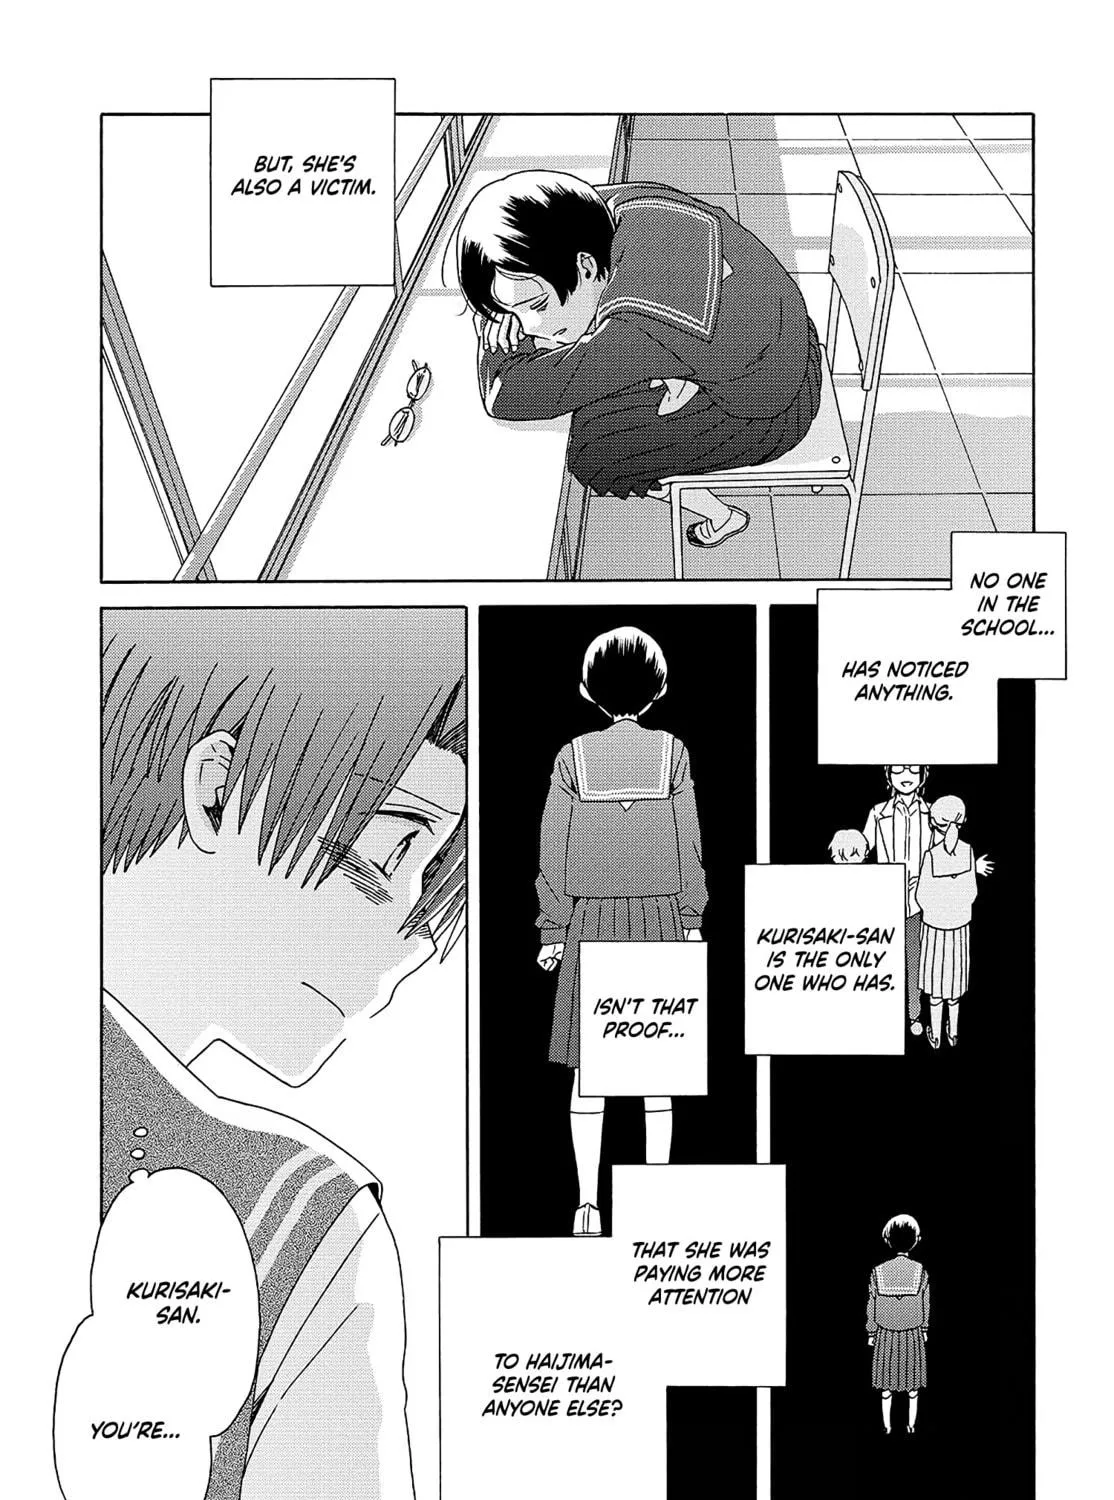 BUT, SHE'S
ALSO A VICTIM.
NO ONE
IN THE
SCHOOL...
HAS NOTICED
ANYTHING.
KURISAKI-SAN
IS THE ONLY
ONE WHO HAS.
ISN'T THAT
PROOF...
THAT SHE WAS
PAYING MORE
ATTENTION
TO HAIJIMA-
SENSEI THAN
ANYONE ELSE?
KURISAKI-
SAN.
YOU'RE...